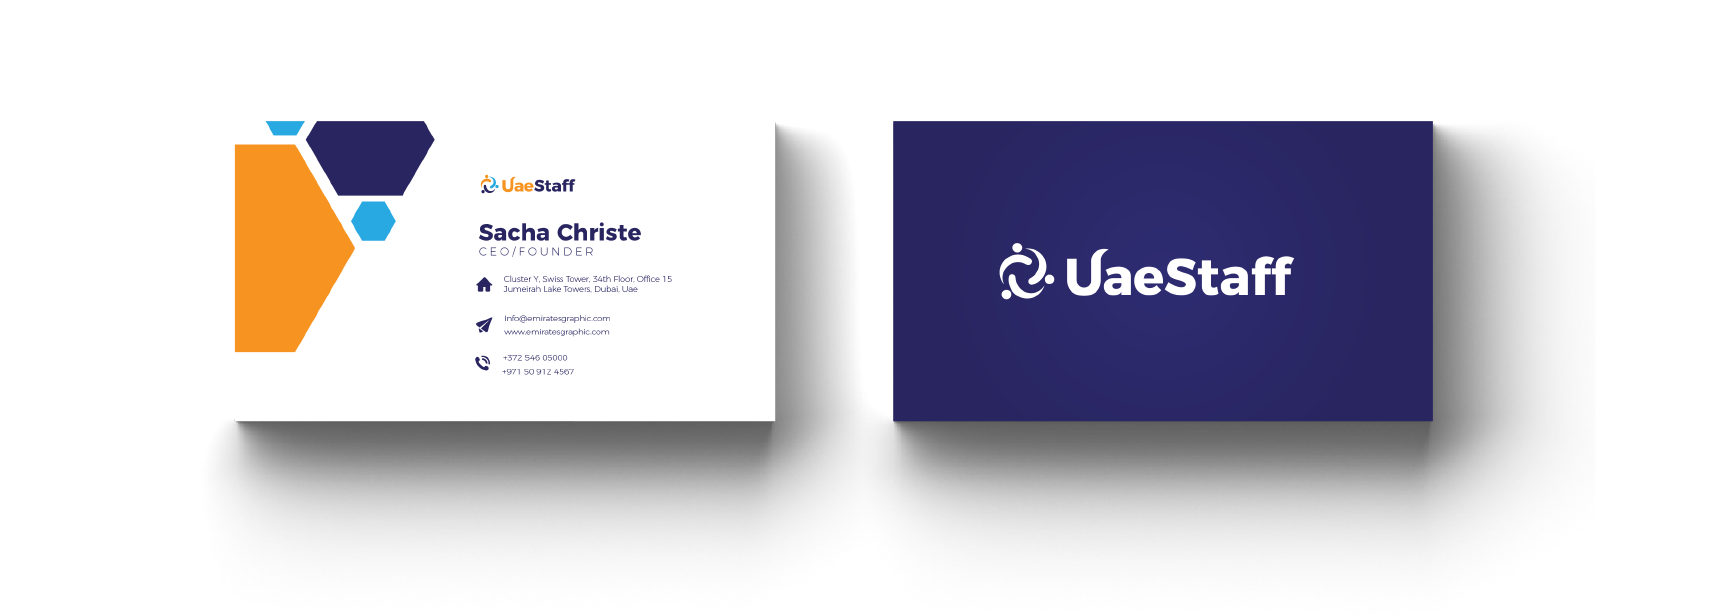 UaeStaff
Sacha Christe
CEO/FOUNDER
Cluster Y, Swiss Tower, 34th Floor, Office 15
Jumeirah Lake Towers, Dubai, Uae
Info@emiratesgraphic.com
www.emiratesgraphic.com
+372 546 05000
+971 50 912 4567
UaeStaff